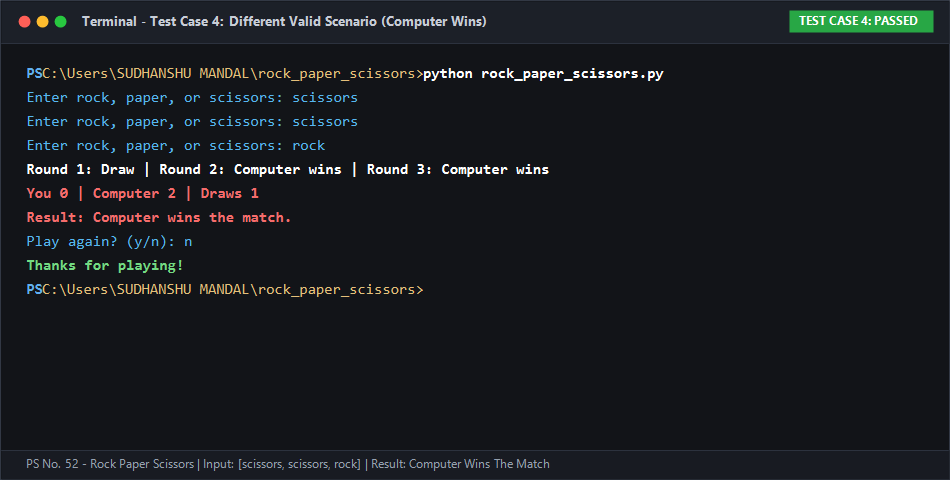 Terminal - Test Case 4: Different Valid Scenario (Computer Wins)
TEST CASE 4: PASSED
PSC:\Users\SUDHANSHU MANDAL\rock_paper_scissors>python rock_paper_scissors.py
Enter rock, paper, or scissors: scissors
Enter rock, paper, or scissors: scissors
Enter rock, paper, or scissors: rock
Round 1: Draw | Round 2: Computer wins | Round 3: Computer wins
You 0 | Computer 2 | Draws 1
Result: Computer wins the match.
Play again? (y/n): n
Thanks for playing!
PSC:\Users\SUDHANSHU MANDAL\rock_paper_scissors>
PS No. 52 - Rock Paper Scissors | Input: [scissors, scissors, rock] | Result: Computer Wins The Match